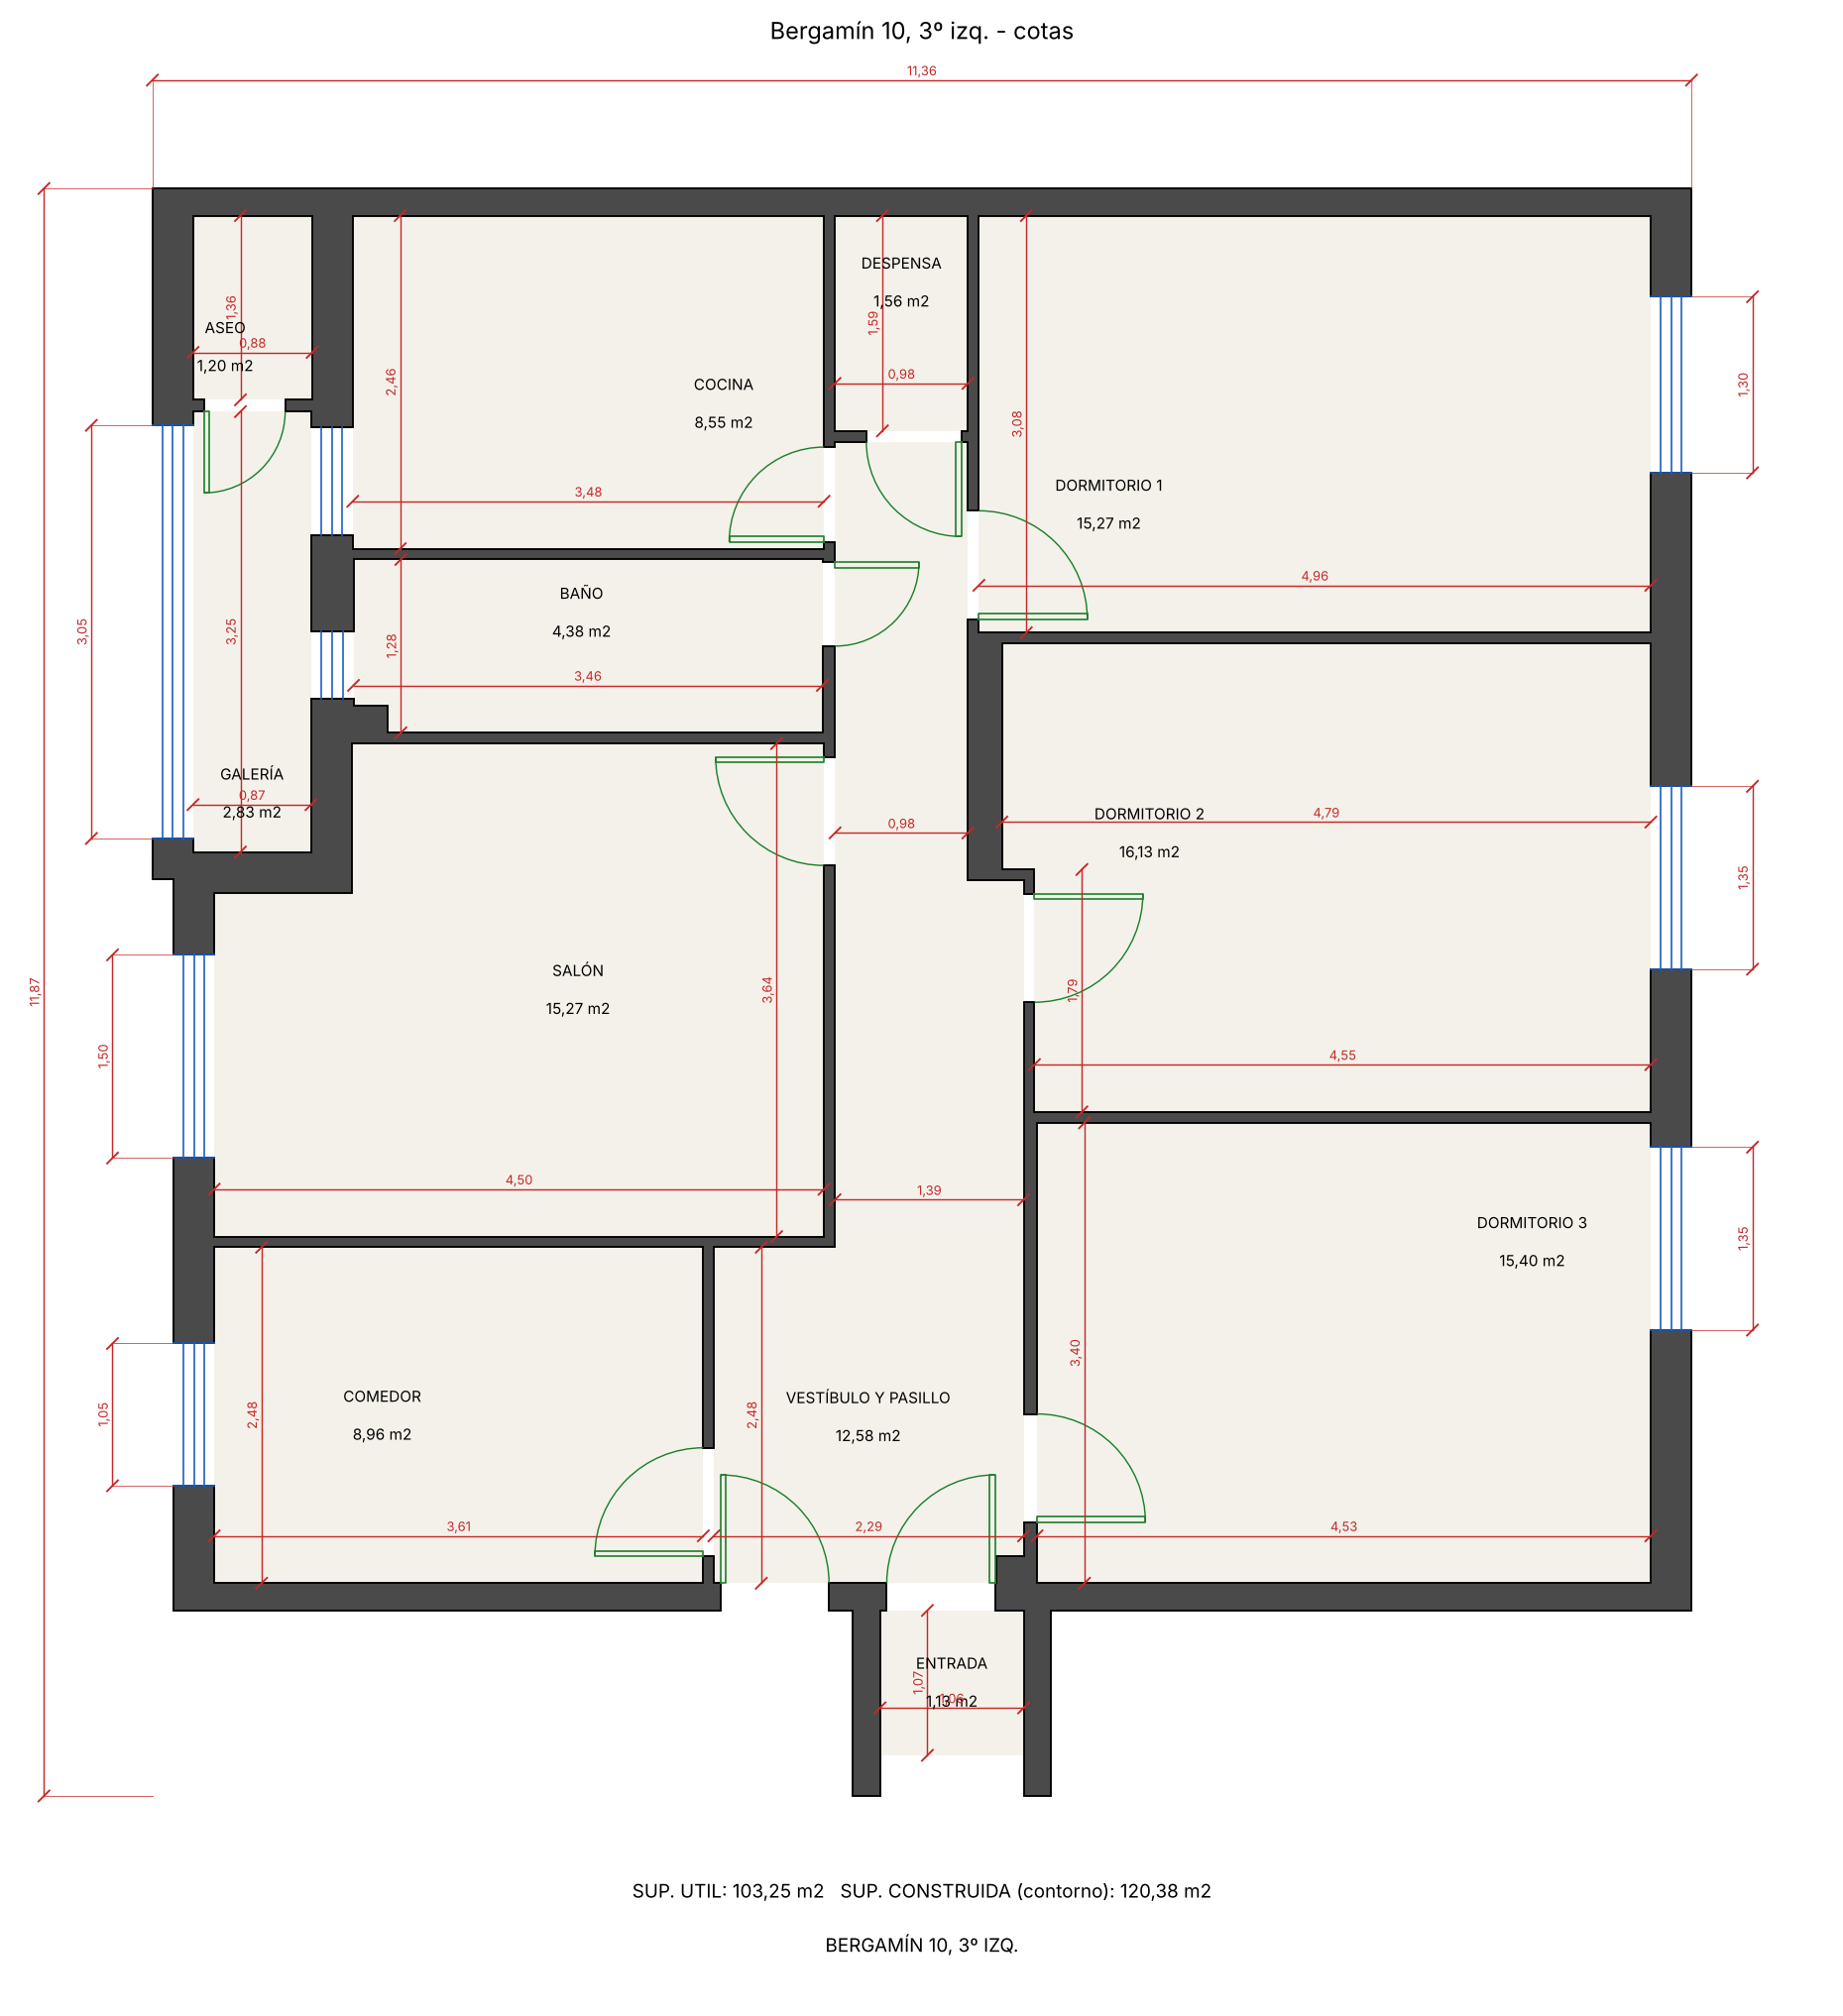 Bergamín 10, 3º izq. - cotas
11,36
DESPENSA
1,56 m2
1,36
ASEO
0,88
1,20 m2
1,59
0,98
2,46
COCINA
8,55 m2
3,48
3,08
1,30
DORMITORIO 1
15,27 m2
4,96
BAÑO
4,38 m2
1,28
3,46
3,05
3,25
GALERÍA
0,87
2,83 m2
0,98
DORMITORIO 2
4,79
16,13 m2
1,35
11,87
SALÓN
15,27 m2
3,64
1,79
1,50
4,55
4,50
1,39
DORMITORIO 3
15,40 m2
1,35
3,40
COMEDOR
8,96 m2
1,05
2,48
2,48
VESTÍBULO Y PASILLO
12,58 m2
3,61
2,29
4,53
ENTRADA
1,07
1,06
1,13 m2
SUP. UTIL: 103,25 m2 SUP. CONSTRUIDA (contorno): 120,38 m2
BERGAMÍN 10, 3º IZQ.